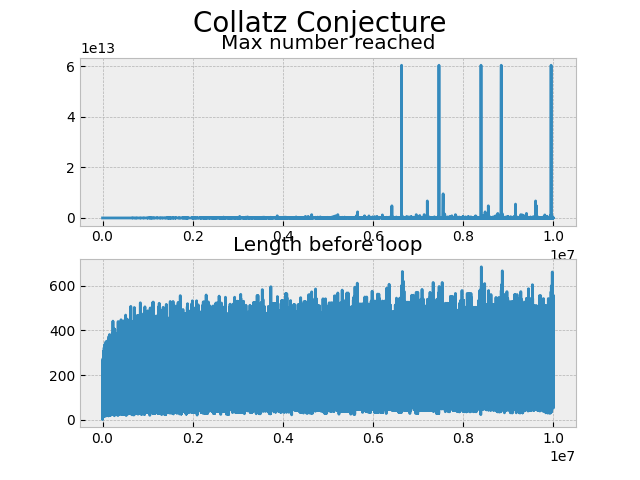 Collatz Conjecture
Max number reached
1e13
6
4
2
0
0.0 0.2 0.4 0.6 0.8 1.0
1e7
Length before loop
600
400
200
0
0.0 0.2 0.4 0.6 0.8 1.0
1e7